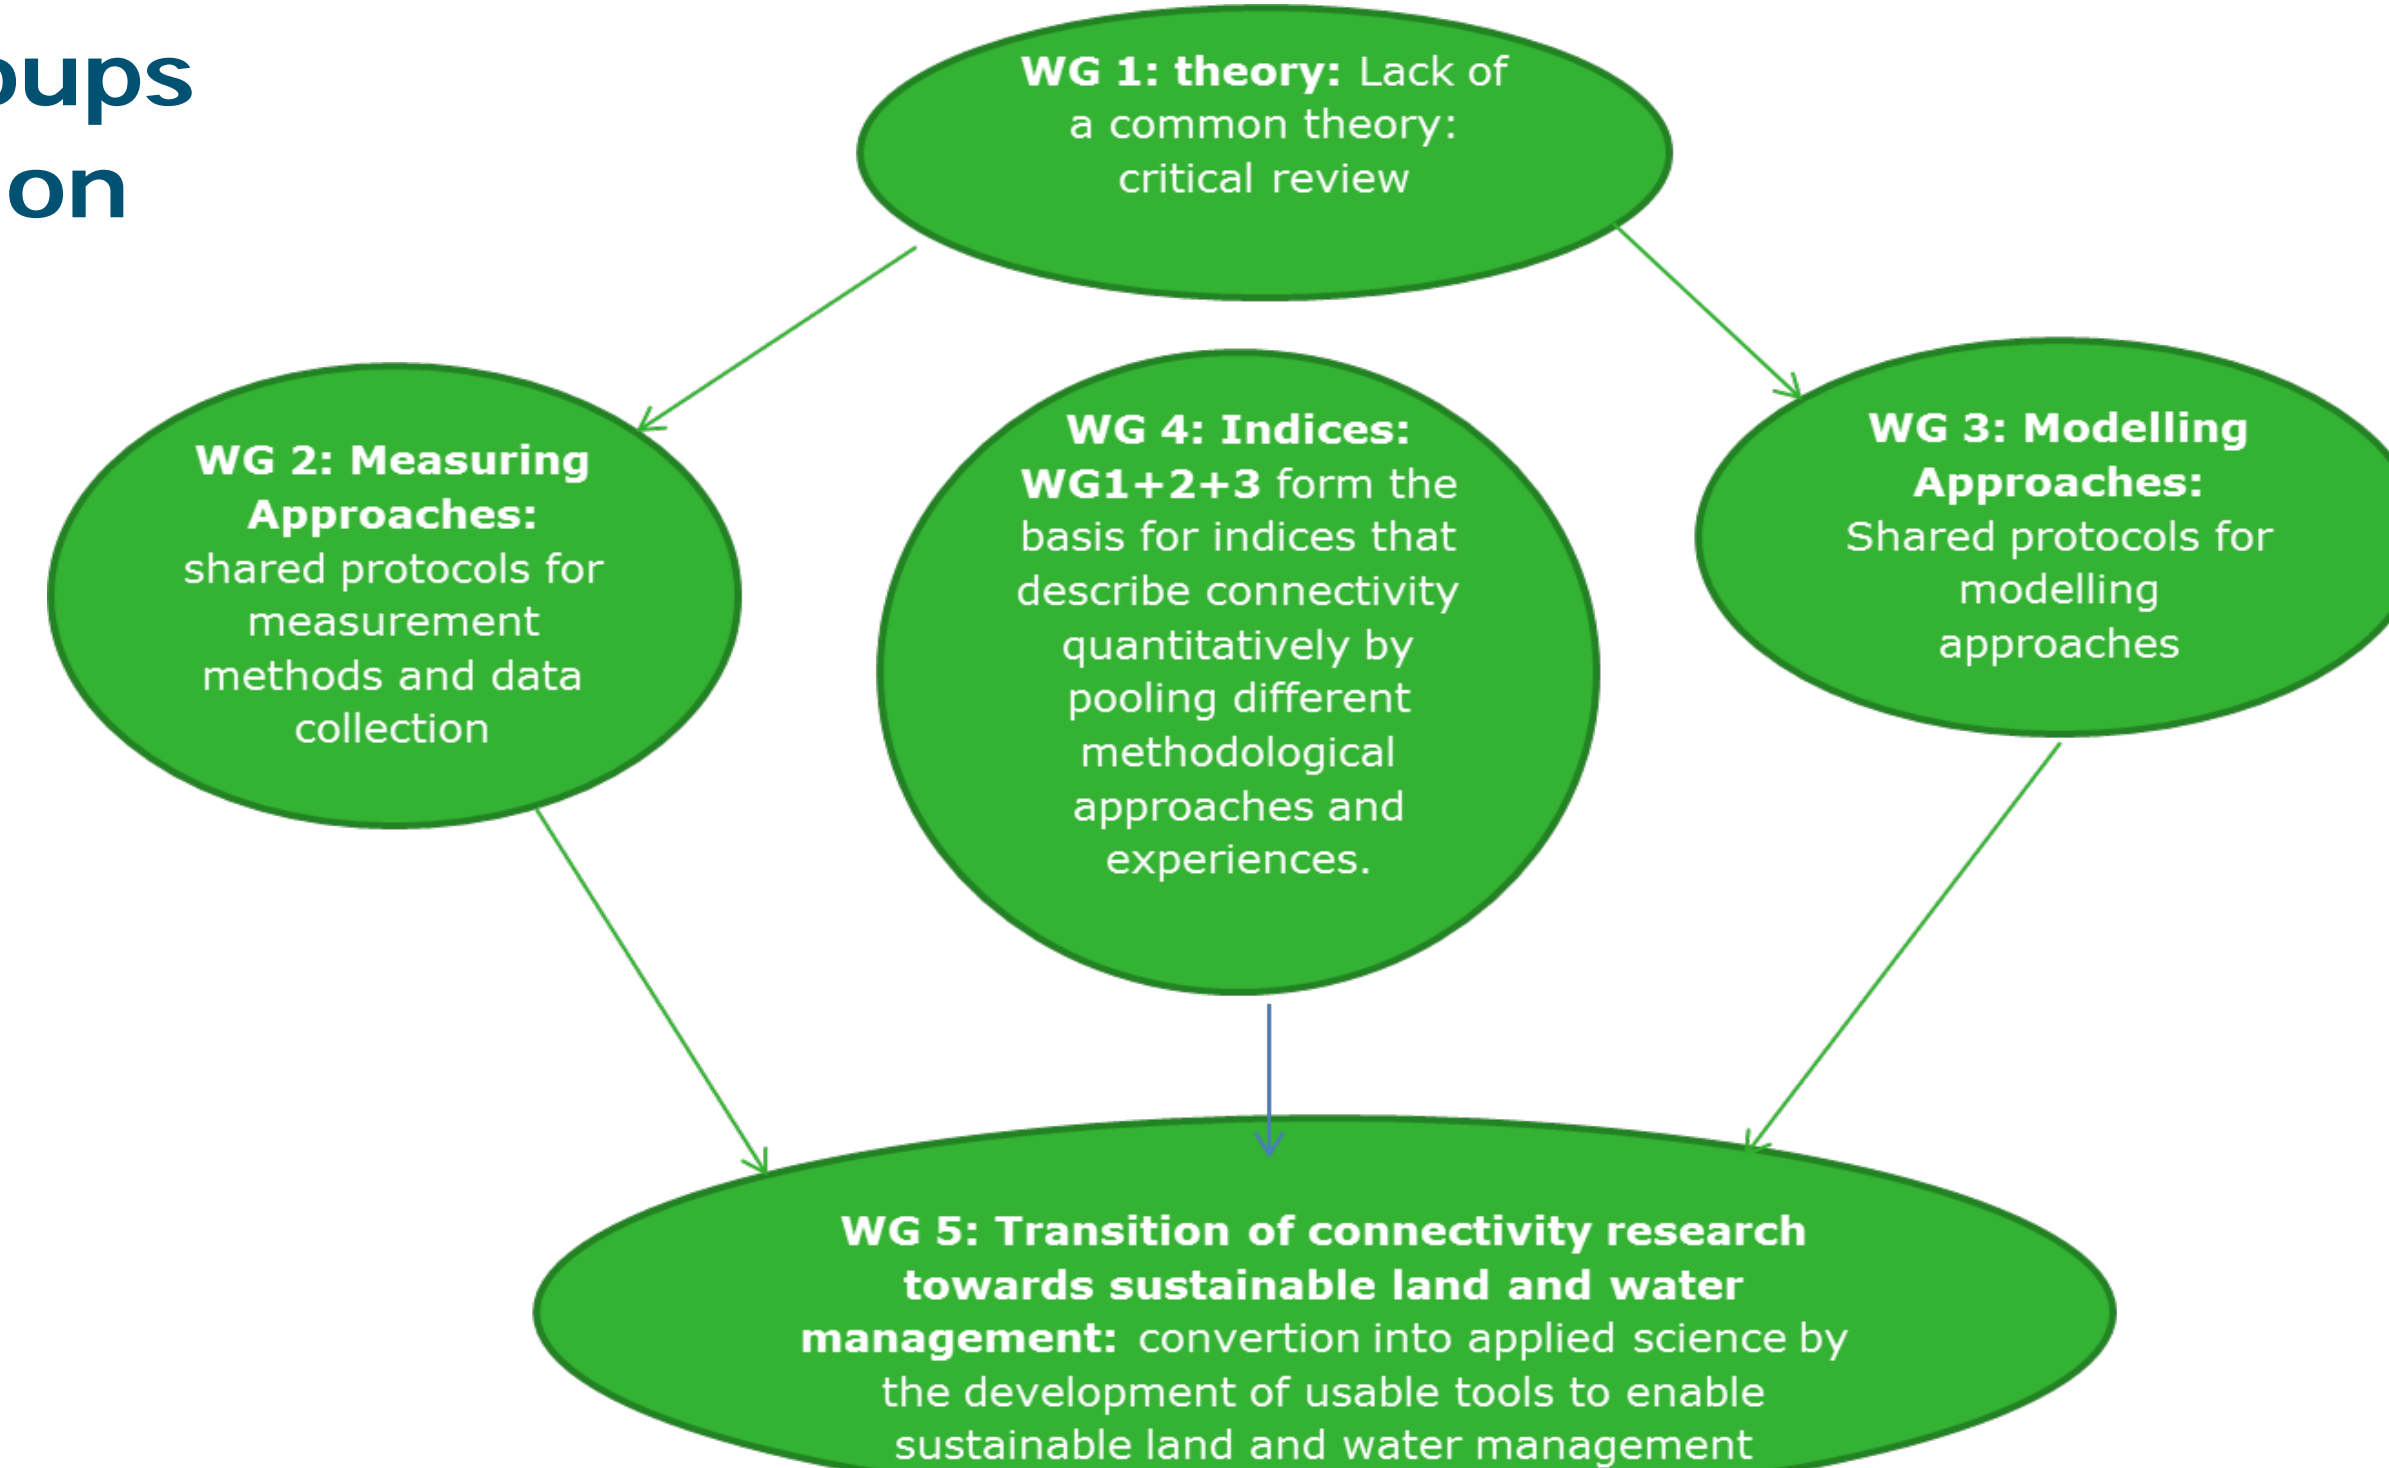 oups
on
WG 1: theory: Lack of
a common theory:
critical review
WG 2: Measuring
Approaches:
shared protocols for
measurement
methods and data
collection
WG 4: Indices:
WG1+2+3 form the
basis for indices that
describe connectivity
quantitatively by
pooling different
methodological
approaches and
experiences.
WG 3: Modelling
Approaches:
Shared protocols for
modelling
approaches
WG 5: Transition of connectivity research
towards sustainable land and water
management: convertion into applied science by
the development of usable tools to enable
sustainable land and water management